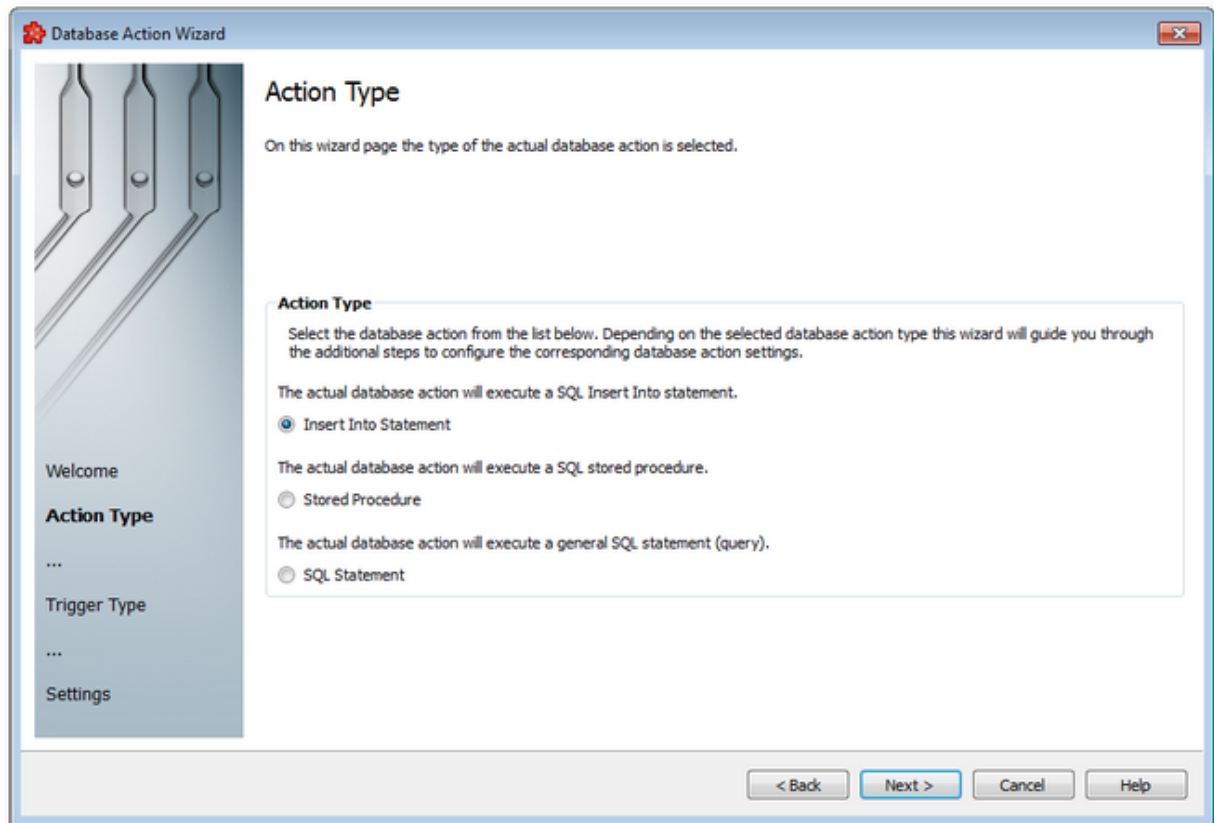 Database Action Wizard
Action Type
On this wizard page the type of the actual database action is selected.
Action Type
Select the database action from the list below. Depending on the selected database action type this wizard will guide you through
the additional steps to configure the corresponding database action settings.
The actual database action will execute a SQL Insert Into statement.
Insert Into Statement
The actual database action will execute a SQL stored procedure.
Stored Procedure
The actual database action will execute a general SQL statement (query).
SQL Statement
Welcome
Action Type
...
Trigger Type
...
Settings
< Back
Next >
Cancel
Help